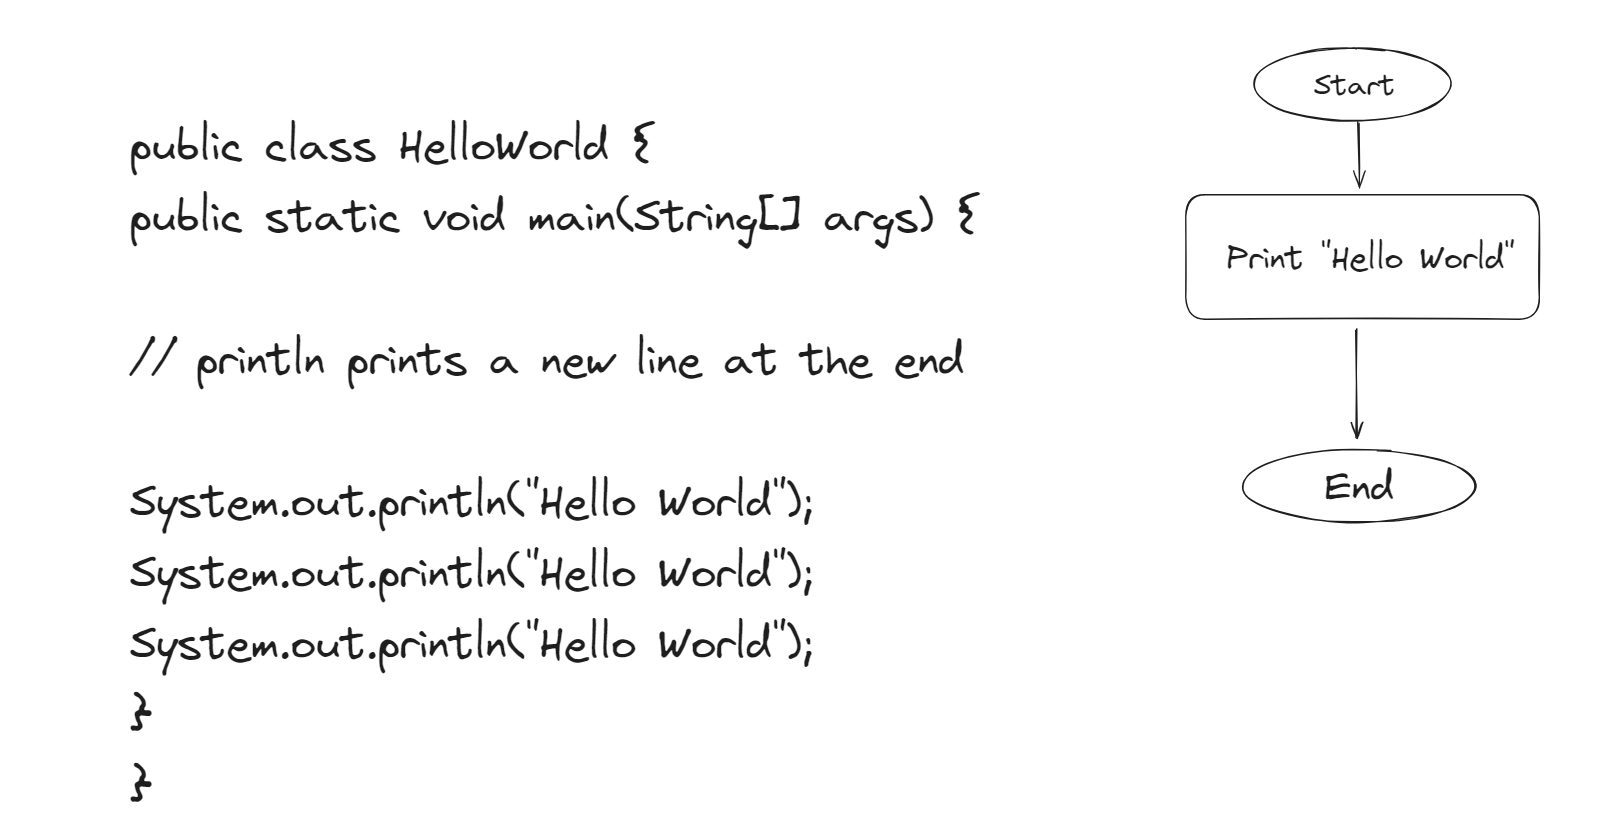 public class HelloWorld {
public static void main(String[] args) {
// println prints a new line at the end
System.out.println("Hello World");
System.out.println("Hello World");
System.out.println("Hello World");
}
}
Start
Print "Hello World"
End